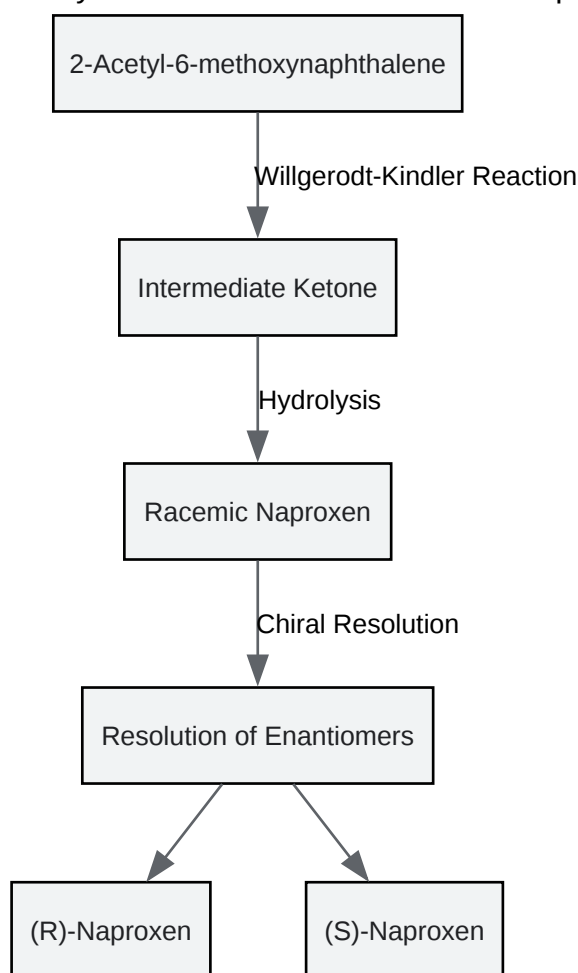 2-Acetyl-6-methoxynaphthalene
Willgerodt-Kindler Reaction
Intermediate Ketone
Hydrolysis
Racemic Naproxen
Chiral Resolution
Resolution of Enantiomers
(R)-Naproxen
(S)-Naproxen